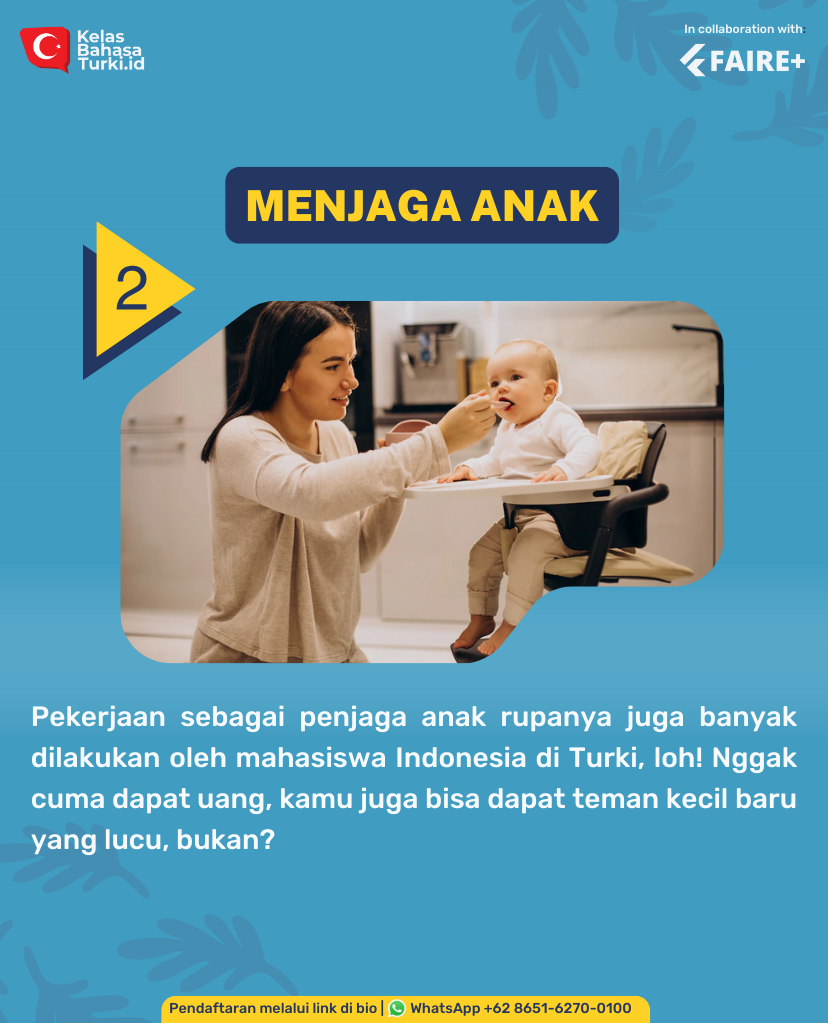 Kelas
Bahasa
Turki.id
In collaboration with:
FAIRE+
MENJAGA ANAK
2
Pekerjaan sebagai penjaga anak rupanya juga banyak
dilakukan oleh mahasiswa Indonesia di Turki, loh! Nggak
cuma dapat uang, kamu juga bisa dapat teman kecil baru
yang lucu, bukan?
Pendaftaran melalui link di bio | WhatsApp +62 8651-6270-0100